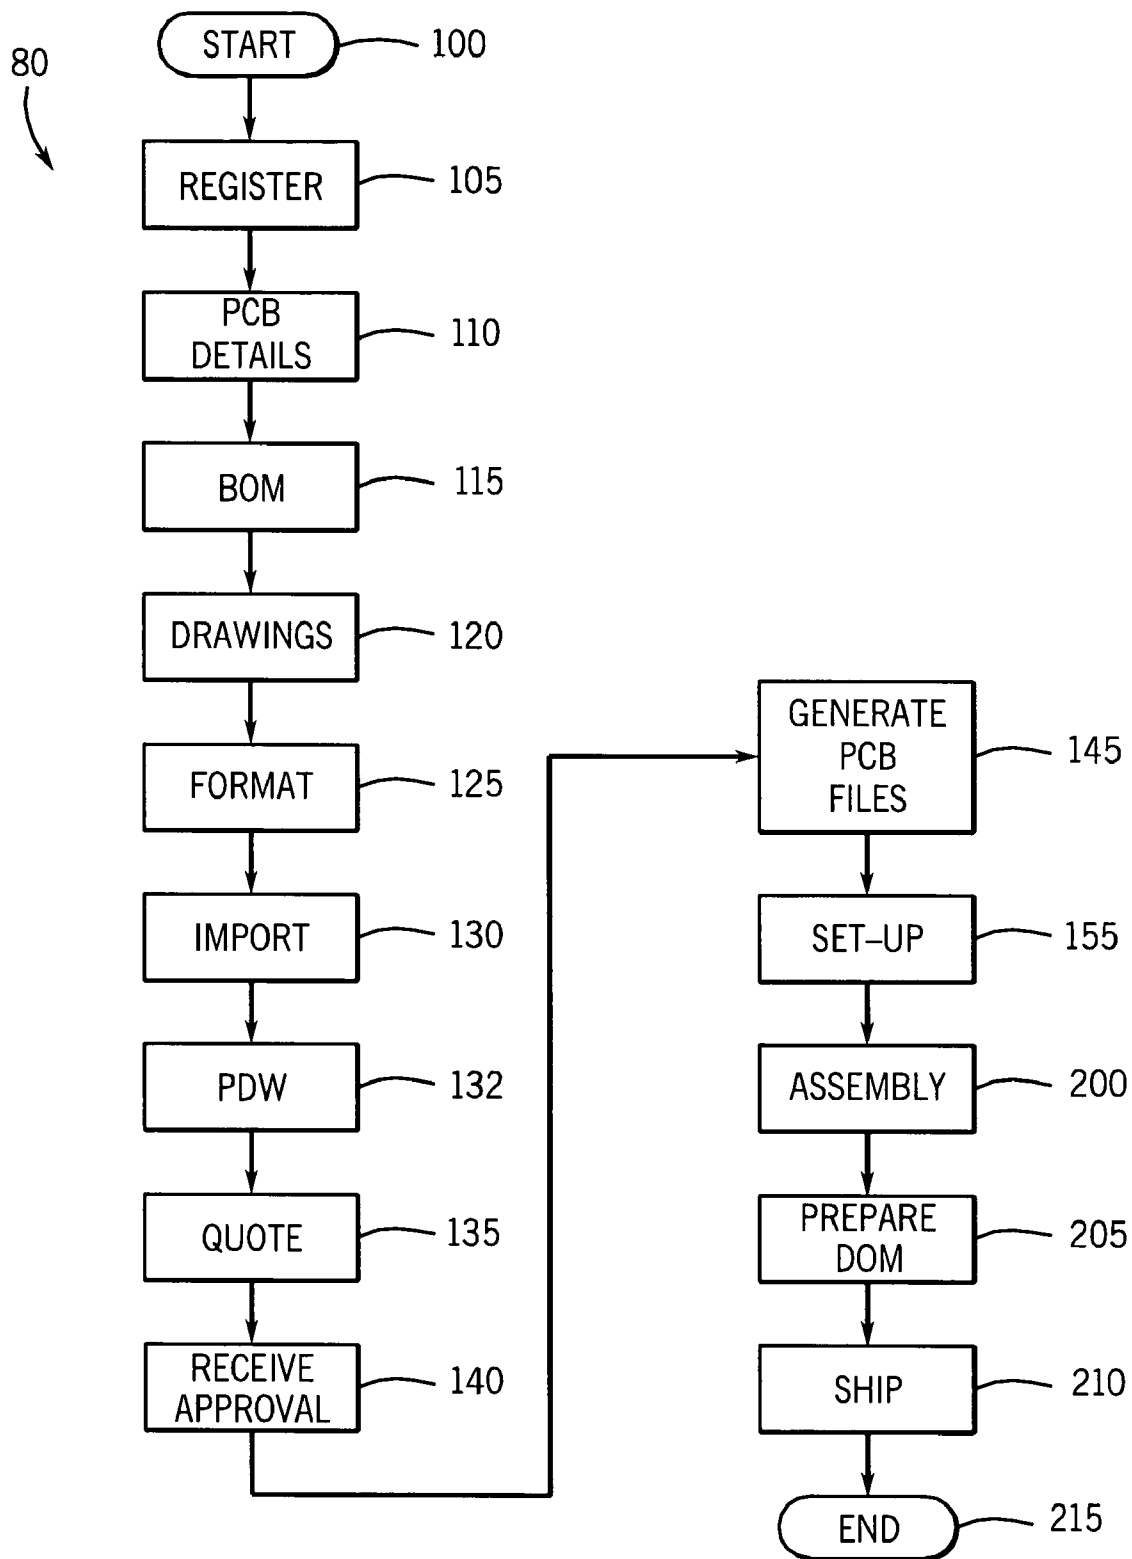 80
START
100
REGISTER
105
PCB
DETAILS
110
BOM
115
DRAWINGS
120
FORMAT
125
IMPORT
130
PDW
132
QUOTE
135
RECEIVE
APPROVAL
140
GENERATE
PCB
FILES
145
SET–UP
155
ASSEMBLY
200
PREPARE
DOM
205
SHIP
210
END
215